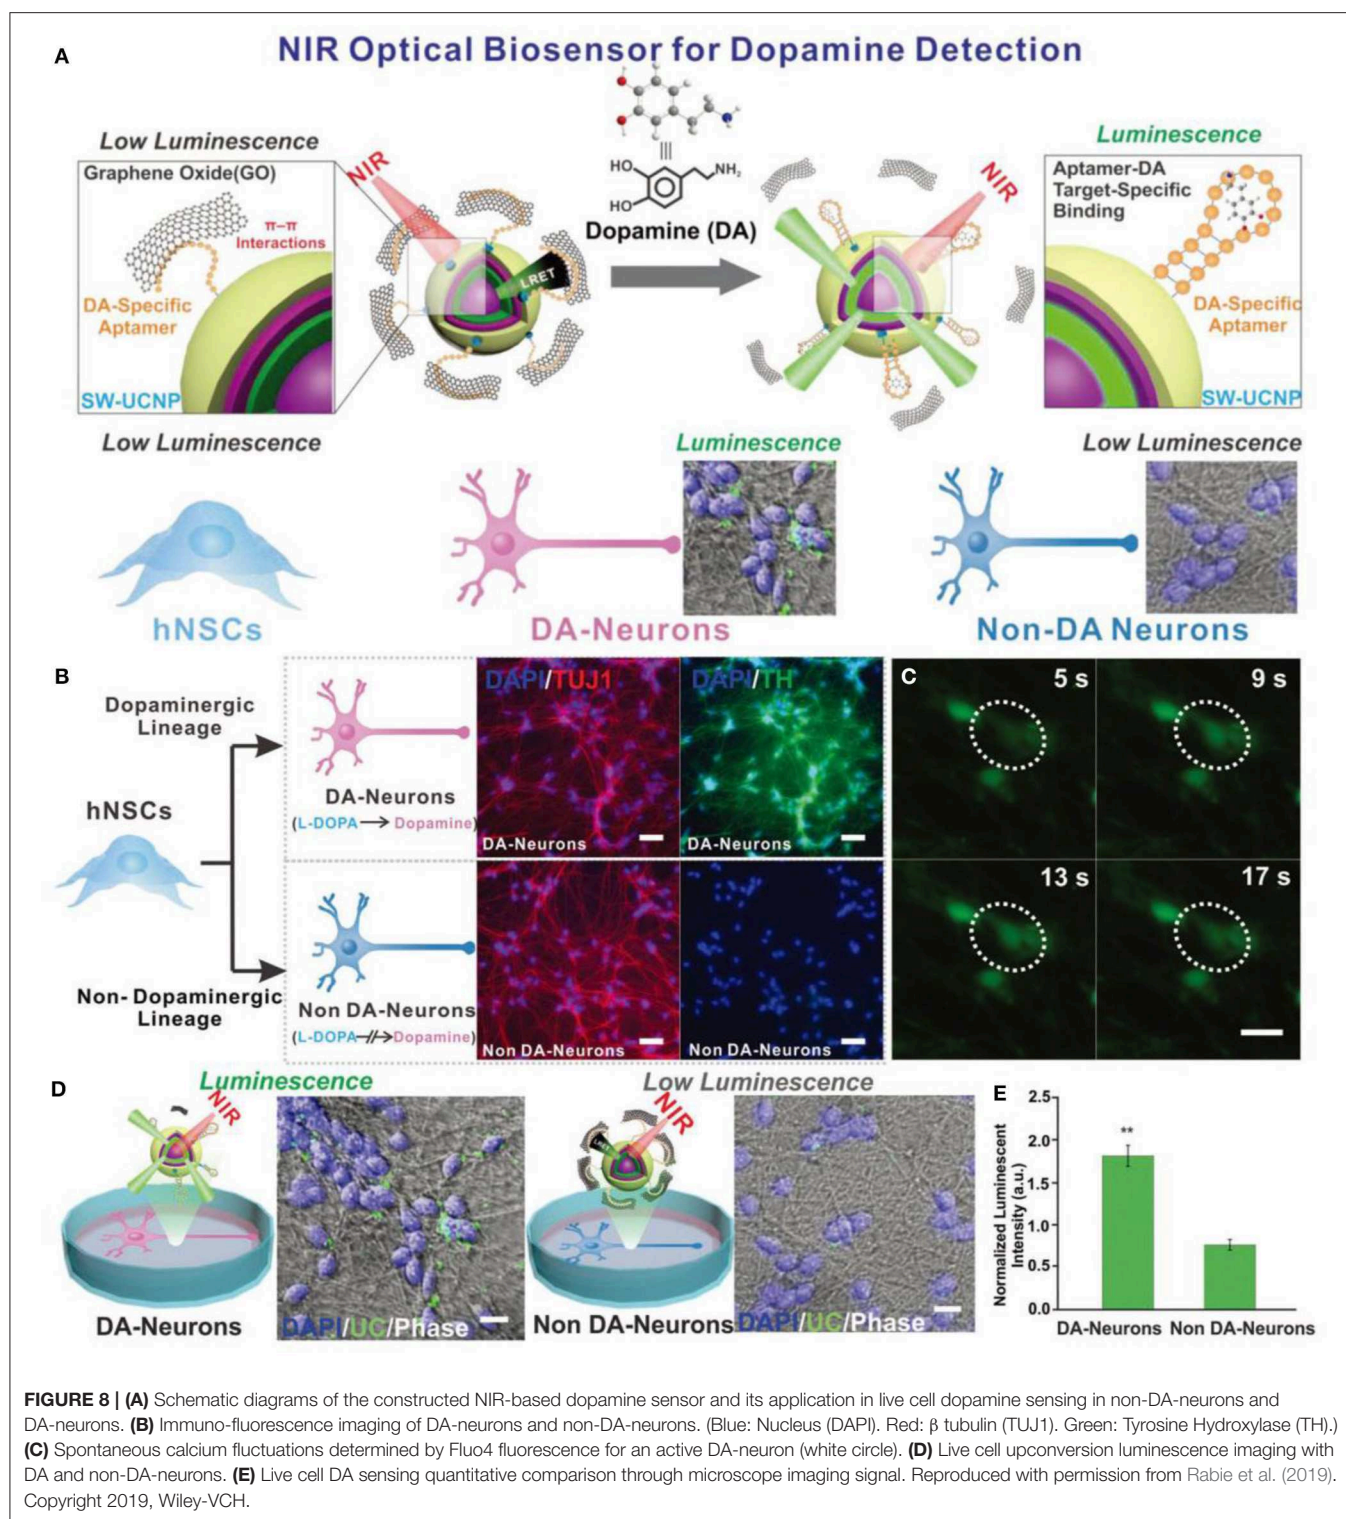 A
NIR Optical Biosensor for Dopamine Detection
Low Luminescence
Graphene Oxide(GO)
π–π
Interactions
DA-Specific
Aptamer
SW-UCNP
NIR
LRET
HO
NH2
HO
Dopamine (DA)
NIR
Luminescence
Aptamer-DA
Target-Specific
Binding
DA-Specific
Aptamer
SW-UCNP
Low Luminescence
hNSCs
Luminescence
DA-Neurons
Low Luminescence
Non-DA Neurons
B
Dopaminergic
Lineage
hNSCs
Non- Dopaminergic
Lineage
DA-Neurons
(L-DOPA → Dopamine)
Non DA-Neurons
(L-DOPA -//-> Dopamine)
DAPI/TUJ1
DA-Neurons
DAPI/TH
DA-Neurons
Non DA-Neurons
Non DA-Neurons
C
5 s
9 s
13 s
17 s
D
Luminescence
NIR
DA-Neurons
DAPI/UC/Phase
Low Luminescence
NIR
LRET
Non DA-Neurons
DAPI/UC/Phase
E
Normalized Luminescent
Intensity (a.u.)
2.5
2.0
1.5
1.0
0.5
0.0
**
DA-Neurons Non DA-Neurons
FIGURE 8 | (A) Schematic diagrams of the constructed NIR-based dopamine sensor and its application in live cell dopamine sensing in non-DA-neurons and
DA-neurons. (B) Immuno-fluorescence imaging of DA-neurons and non-DA-neurons. (Blue: Nucleus (DAPI). Red: β tubulin (TUJ1). Green: Tyrosine Hydroxylase (TH).)
(C) Spontaneous calcium fluctuations determined by Fluo4 fluorescence for an active DA-neuron (white circle). (D) Live cell upconversion luminescence imaging with
DA and non-DA-neurons. (E) Live cell DA sensing quantitative comparison through microscope imaging signal. Reproduced with permission from Rabie et al. (2019).
Copyright 2019, Wiley-VCH.